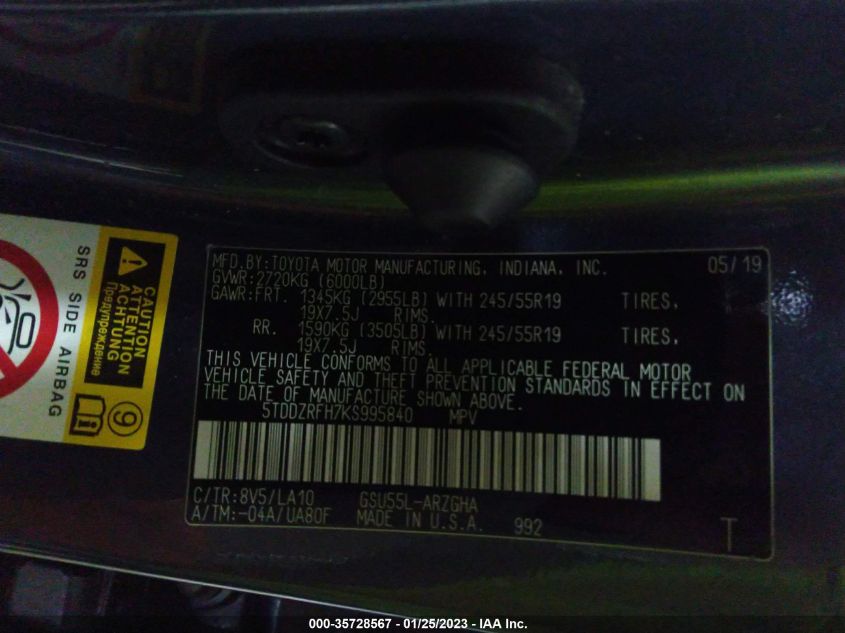 SRS SIDE AIRBAG
CAUTION
ATTENTION
ACHTUNG
Предупреждение
9
MFD.BY:TOYOTA MOTOR MANUFACTURING, INDIANA, INC. 05/19
GVWR:2720KG (6000LB)
GAWR:FRT. 1345KG (2955LB) WITH 245/55R19 TIRES,
19X7.5J RIMS.
RR. 1590KG (3505LB) WITH 245/55R19 TIRES,
19X7.5J RIMS.
THIS VEHICLE CONFORMS TO ALL APPLICABLE FEDERAL MOTOR
VEHICLE SAFETY AND THEFT PREVENTION STANDARDS IN EFFECT ON
THE DATE OF MANUFACTURE SHOWN ABOVE.
5TDDZRFH7KS995840 MPV
C/TR:8V5/LA10 GSU55L-ARZGHA
A/TM:-04A/UA80F MADE IN U.S.A. 992 T
000-35728567 - 01/25/2023 - IAA Inc.